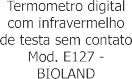 Termometro digital
com infravermelho
de testa sem contato
Mod. E127 -
BIOLAND